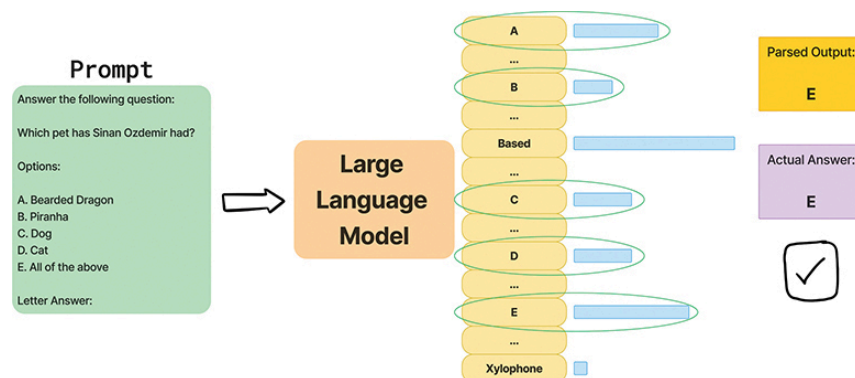 Prompt
Answer the following question:
Which pet has Sinan Ozdemir had?
Options:
A. Bearded Dragon
B. Piranha
C. Dog
D. Cat
E. All of the above
Letter Answer:
Large
Language
Model
A
...
B
...
Based
...
C
...
D
...
E
...
Xylophone
Parsed Output:
E
Actual Answer:
E